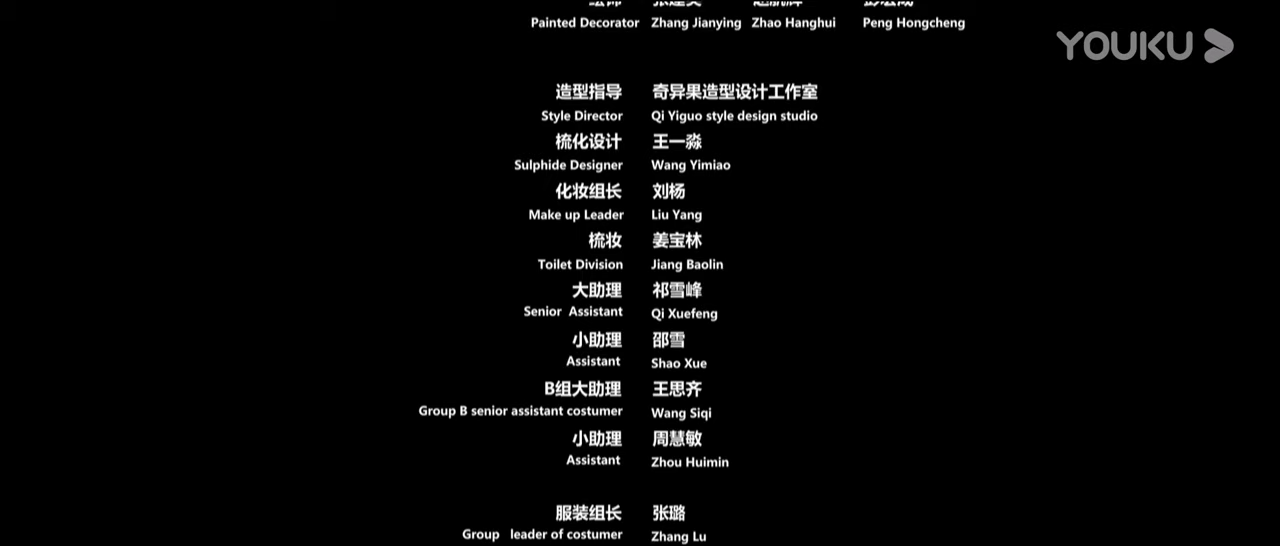 Painted Decorator Zhang Jianying Zhao Hanghui Peng Hongcheng
YOUKU
造型指导 奇异果造型设计工作室
Style Director Qi Yiguo style design studio
梳化设计 王一淼
Sulphide Designer Wang Yimiao
化妆组长 刘杨
Make up Leader Liu Yang
梳妆 姜宝林
Toilet Division Jiang Baolin
大助理 祁雪峰
Senior Assistant Qi Xuefeng
小助理 邵雪
Assistant Shao Xue
B组大助理 王思齐
Group B senior assistant costumer Wang Siqi
小助理 周慧敏
Assistant Zhou Huimin
服装组长 张璐
Group leader of costumer Zhang Lu